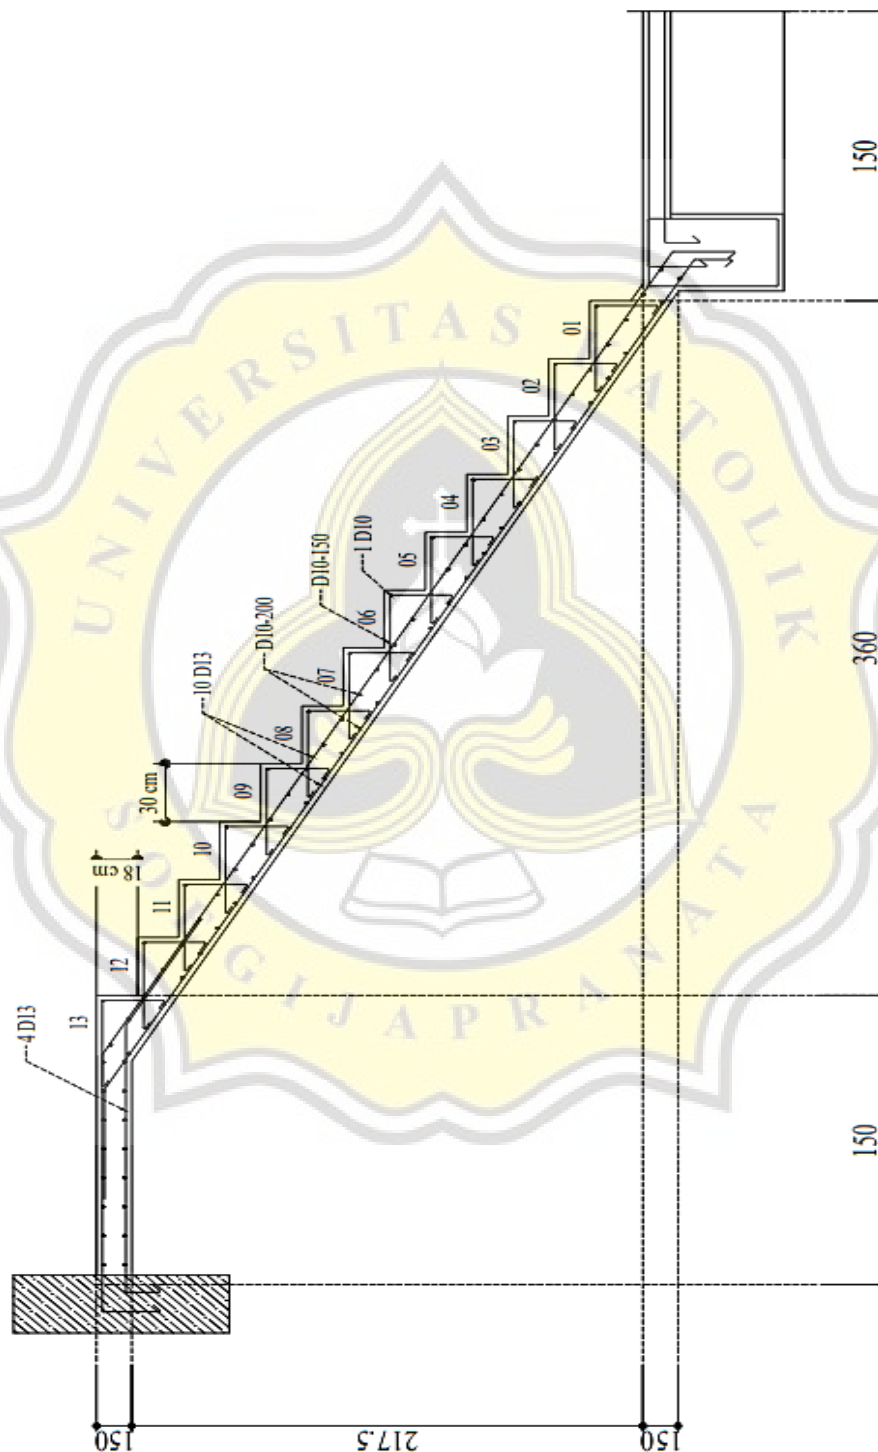 UNIVERSITAS KATOLIK
SOEGIJAPRANATA
13
12
11
10
09
08
07
06
05
04
03
02
01
4 D13
18 cm
30 cm
10 D13
D10-200
D10-150
1 D10
150
360
150
150
217.5
150